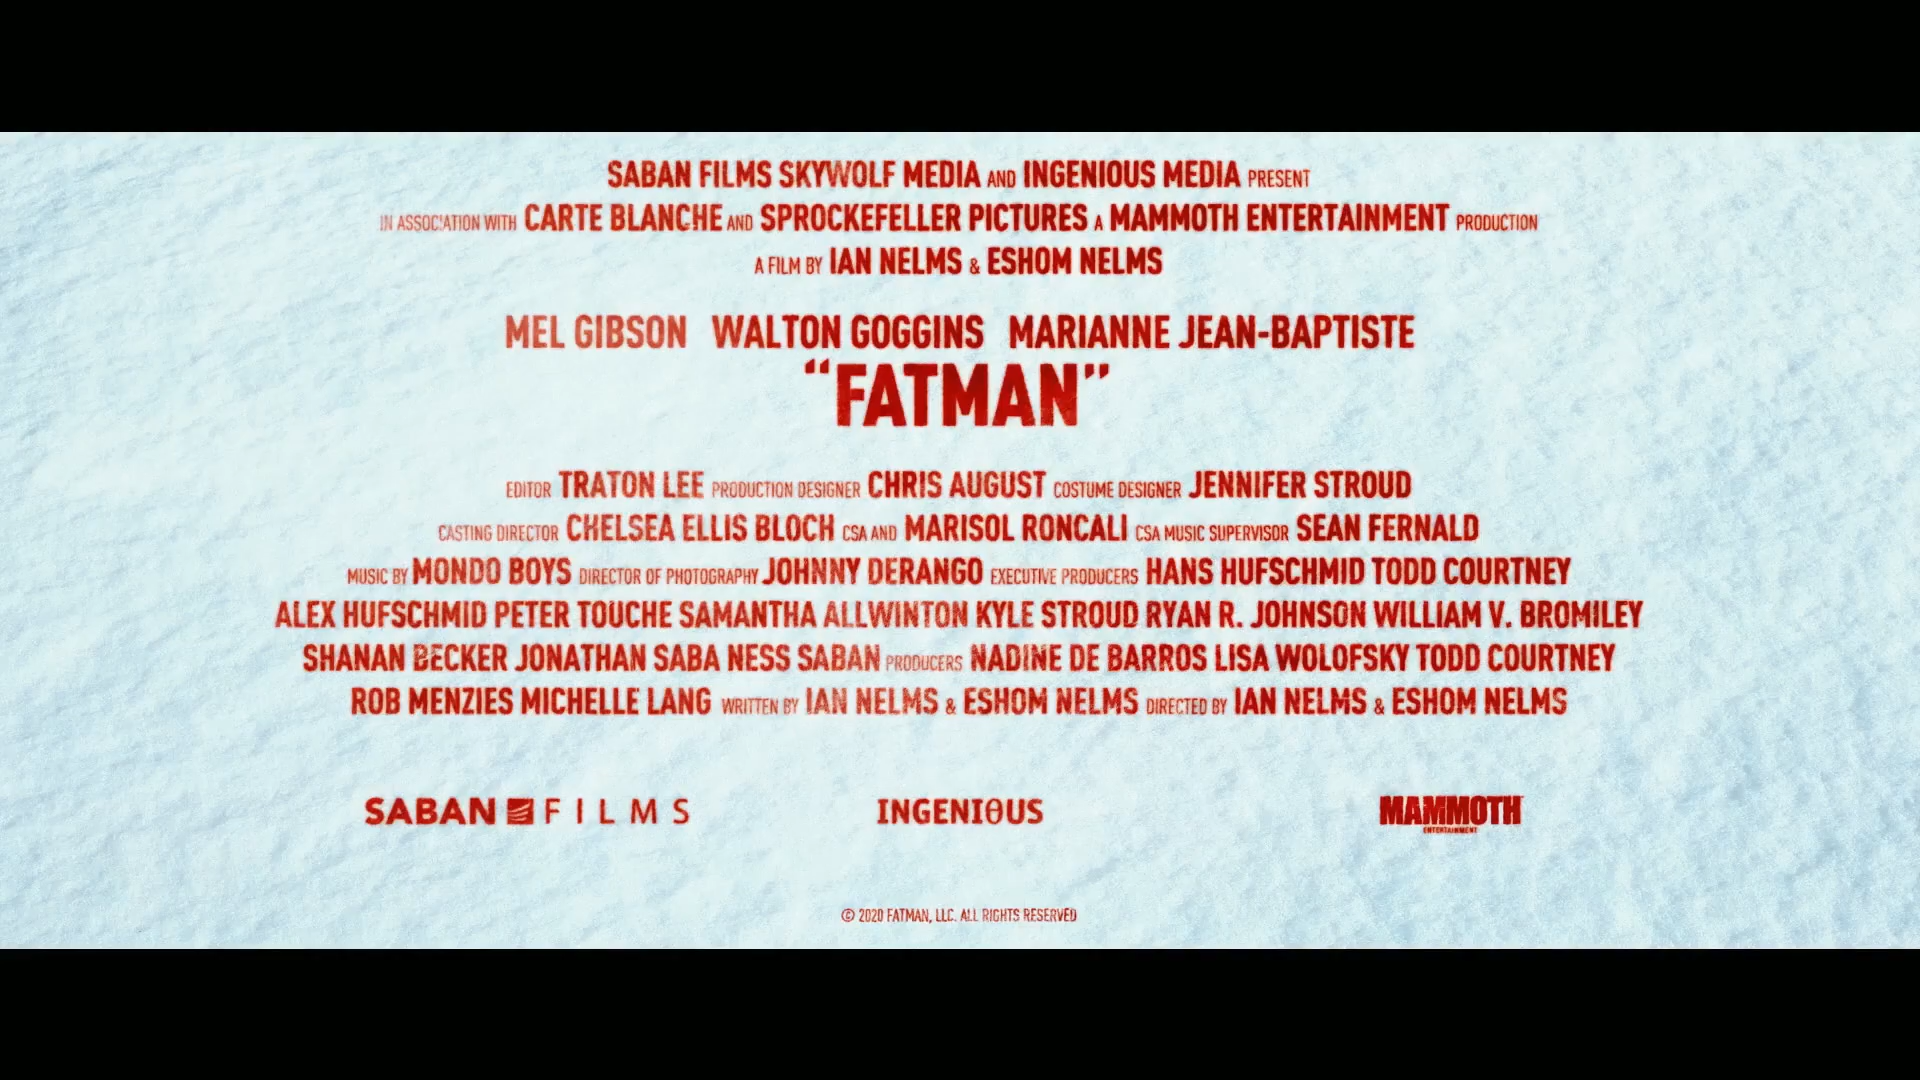 SABAN FILMS SKYWOLF MEDIA AND INGENIOUS MEDIA PRESENT
IN ASSOCIATION WITH CARTE BLANCHE AND SPROCKEFELLER PICTURES A MAMMOTH ENTERTAINMENT PRODUCTION
A FILM BY IAN NELMS & ESHOM NELMS
MEL GIBSON WALTON GOGGINS MARIANNE JEAN-BAPTISTE
“FATMAN”
EDITOR TRATON LEE PRODUCTION DESIGNER CHRIS AUGUST COSTUME DESIGNER JENNIFER STROUD
CASTING DIRECTOR CHELSEA ELLIS BLOCH CSA AND MARISOL RONCALI CSA MUSIC SUPERVISOR SEAN FERNALD
MUSIC BY MONDO BOYS DIRECTOR OF PHOTOGRAPHY JOHNNY DERANGO EXECUTIVE PRODUCERS HANS HUFSCHMID TODD COURTNEY
ALEX HUFSCHMID PETER TOUCHE SAMANTHA ALLWINTON KYLE STROUD RYAN R. JOHNSON WILLIAM V. BROMILEY
SHANAN BECKER JONATHAN SABA NESS SABAN PRODUCERS NADINE DE BARROS LISA WOLOFSKY TODD COURTNEY
ROB MENZIES MICHELLE LANG WRITTEN BY IAN NELMS & ESHOM NELMS DIRECTED BY IAN NELMS & ESHOM NELMS
SABAN FILMS INGENIOUS MAMMOTH
ENTERTAINMENT
© 2020 FATMAN, LLC. ALL RIGHTS RESERVED